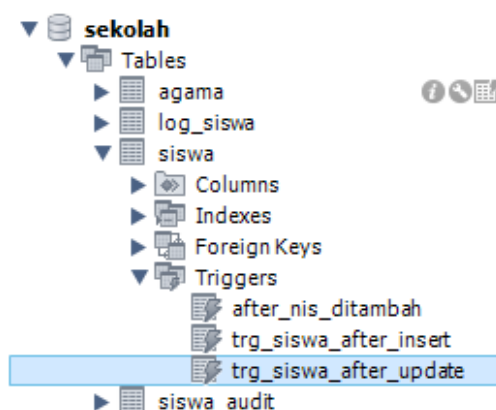 sekolah
Tables
agama
log_siswa
siswa
Columns
Indexes
Foreign Keys
Triggers
after_nis_ditambah
trg_siswa_after_insert
trg_siswa_after_update
siswa_audit